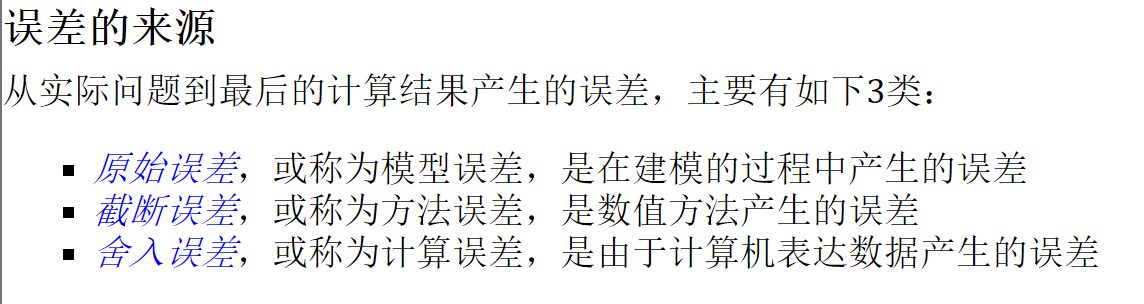 误差的来源
从实际问题到最后的计算结果产生的误差，主要有如下3类：
▪ 原始误差，或称为模型误差，是在建模的过程中产生的误差
▪ 截断误差，或称为方法误差，是数值方法产生的误差
▪ 舍入误差，或称为计算误差，是由于计算机表达数据产生的误差